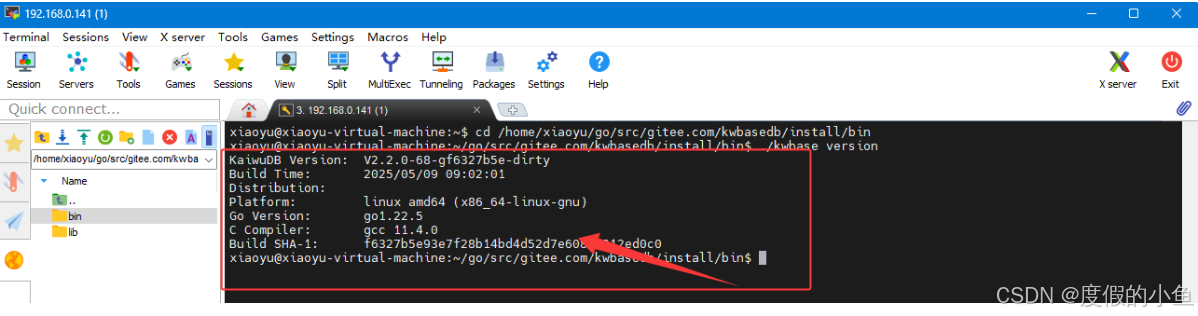 192.168.0.141 (1)
Terminal Sessions View X server Tools Games Settings Macros Help
Session Servers Tools Games Sessions View Split MultiExec Tunneling Packages Settings Help X server Exit
Quick connect...
3. 192.168.0.141 (1)
/home/xiaoyu/go/src/gitee.com/kwba
Name
..
bin
lib
xiaoyu@xiaoyu-virtual-machine:~$ cd /home/xiaoyu/go/src/gitee.com/kwbasedb/install/bin
xiaoyu@xiaoyu-virtual-machine:~/go/src/gitee.com/kwbasedb/install/bin$ ./kwbase version
KaiwuDB Version: V2.2.0-68-gf6327b5e-dirty
Build Time: 2025/05/09 09:02:01
Distribution:
Platform: linux amd64 (x86_64-linux-gnu)
Go Version: go1.22.5
C Compiler: gcc 11.4.0
Build SHA-1:
xiaoyu@xiaoyu-virtual-machine:~/go/src/gitee.com/kwbasedb/install/bin$
CSDN @度假的小鱼